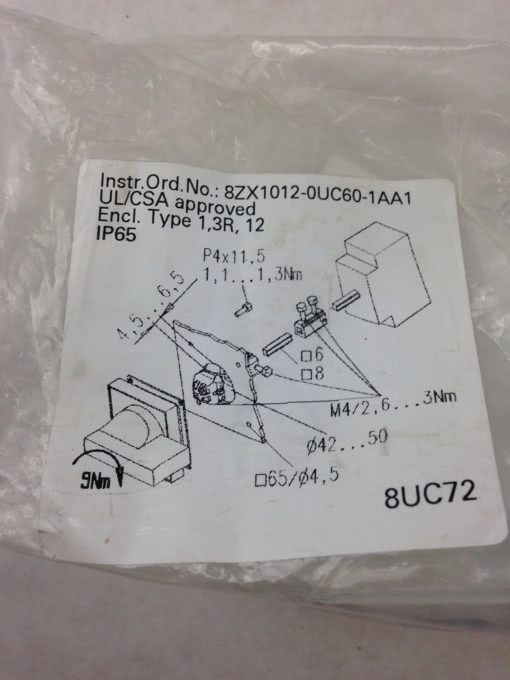 Instr.Ord.No.: 8ZX1012-0UC60-1AA1
UL/CSA approved
Encl. Type 1,3R, 12
IP65
P4x11,5
1,1...1,3Nm
4,5...6,5
□6
□8
M4/2,6...3Nm
Ø42...50
□65/Ø4,5
9Nm
8UC72